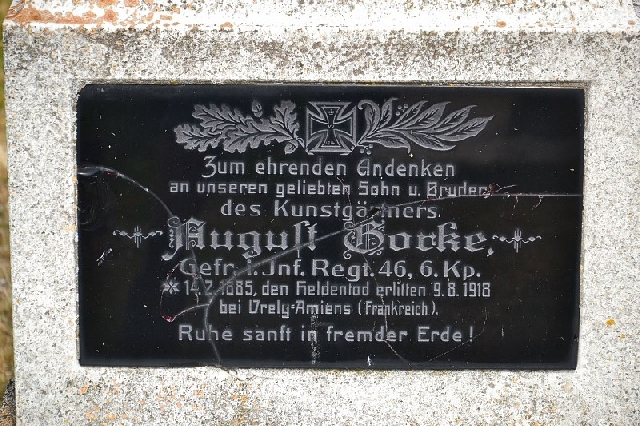 Zum ehrenden Andenken
an unseren geliebten Sohn u. Bruder
des Kunstgärtners
August Gorke,
Gefr. i. Inf. Regt. 46, 6. Kp.
* 14.2.1885, den Heldentod erlitten 9.8.1918
bei Vrely-Amiens (Frankreich).
Ruhe sanft in fremder Erde!